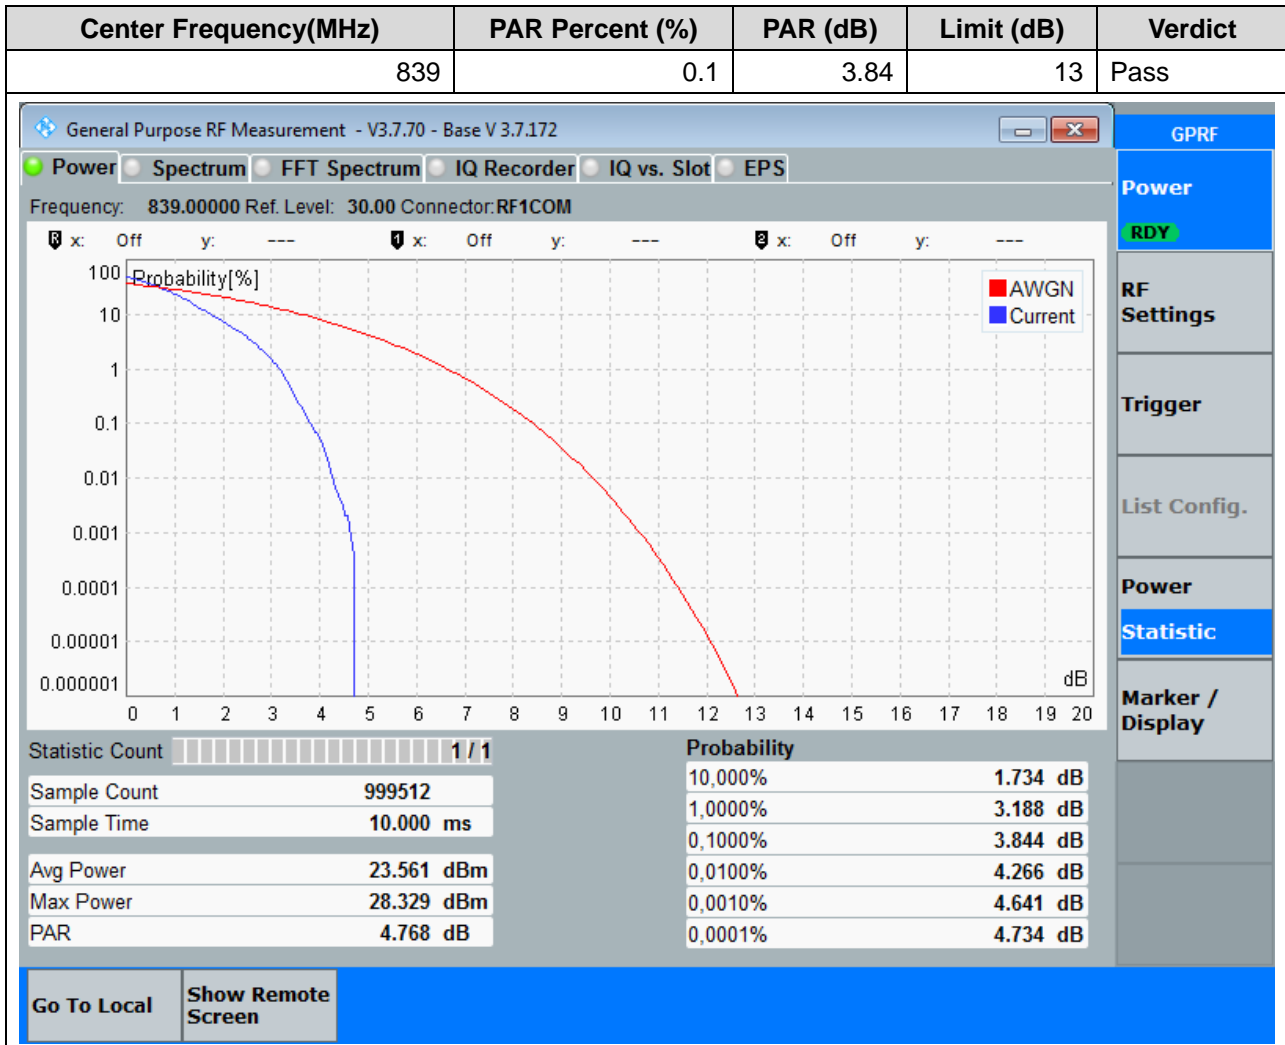 Center Frequency(MHz) PAR Percent (%) PAR (dB) Limit (dB) Verdict
839 0.1 3.84 13 Pass
General Purpose RF Measurement - V3.7.70 - Base V 3.7.172
GPRF
Power Spectrum FFT Spectrum IQ Recorder IQ vs. Slot EPS
Power
RDY
Frequency: 839.00000 Ref. Level: 30.00 Connector: RF1COM
R x: Off y: --- 1 x: Off y: --- 2 x: Off y: ---
Probability[%]
100
10
1
0.1
0.01
0.001
0.0001
0.00001
0.000001
AWGN
Current
dB
0 1 2 3 4 5 6 7 8 9 10 11 12 13 14 15 16 17 18 19 20
RF
Settings
Trigger
List Config.
Power
Statistic
Marker /
Display
Statistic Count 1 / 1
Sample Count 999512
Sample Time 10.000 ms
Avg Power 23.561 dBm
Max Power 28.329 dBm
PAR 4.768 dB
Probability
10,000% 1.734 dB
1,0000% 3.188 dB
0,1000% 3.844 dB
0,0100% 4.266 dB
0,0010% 4.641 dB
0,0001% 4.734 dB
Go To Local
Show Remote
Screen